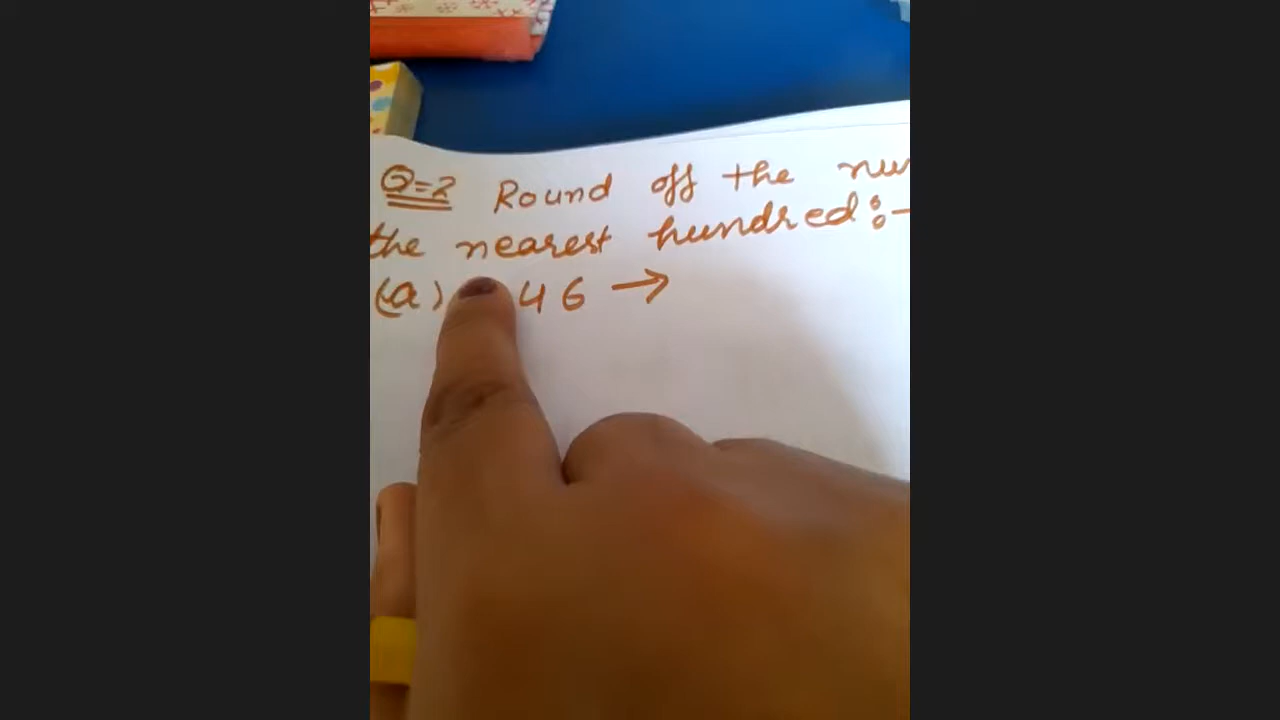 Q=2 Round off the
the nearest hundred:-
(a) 46 →